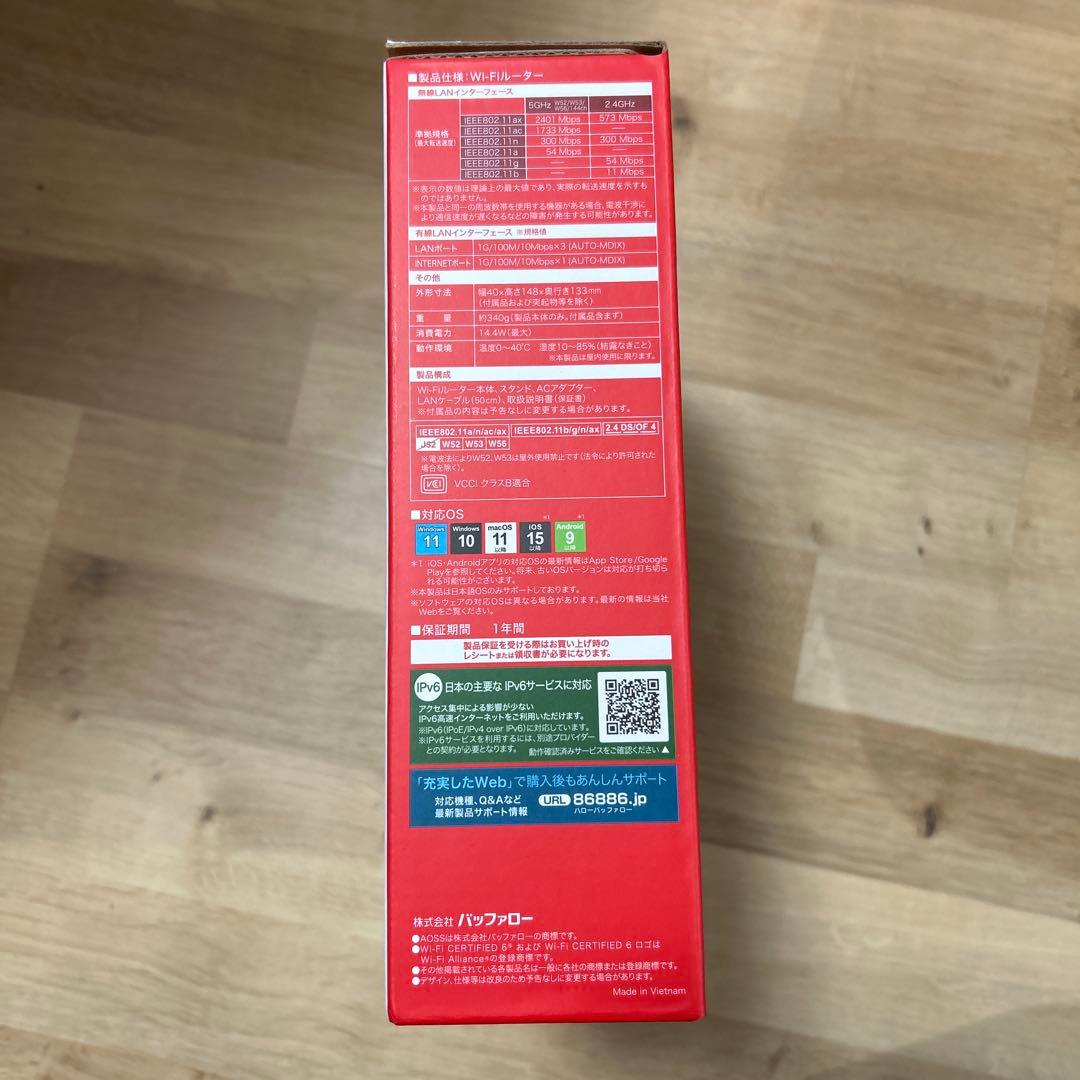 ■製品仕様：Wi-Fiルーター
無線LANインターフェース
5GHz W52/W53/W56/144ch 2.4GHz
準拠規格
（最大転送速度）
IEEE802.11ax 2401 Mbps 573 Mbps
IEEE802.11ac 1733 Mbps —
IEEE802.11n 300 Mbps 300 Mbps
IEEE802.11a 54 Mbps —
IEEE802.11g — 54 Mbps
IEEE802.11b — 11 Mbps
※表示の数値は理論上の最大値であり、実際の転送速度を示すも
のではありません。
※本製品と同一の周波数帯を使用する機器がある場合、電波干渉に
より通信速度が遅くなるなどの障害が発生する可能性があります。
有線LANインターフェース ※規格値
LANポート 1G/100M/10Mbps×3 (AUTO-MDIX)
INTERNETポート 1G/100M/10Mbps×1 (AUTO-MDIX)
その他
外形寸法 幅40×高さ148×奥行き133mm
（付属品および突起物等を除く）
重 量 約340g（製品本体のみ。付属品含まず）
消費電力 14.4W（最大）
動作環境 温度0〜40℃ 湿度10〜85%（結露なきこと）
※本製品は屋内使用に限ります。
製品構成
Wi-Fiルーター本体、スタンド、ACアダプター、
LANケーブル（50cm）、取扱説明書（保証書）
※付属品の内容は予告なしに変更する場合があります。
IEEE802.11a/n/ac/ax IEEE802.11b/g/n/ax 2.4 DS/OF 4
J52 W52 W53 W56
※電波法によりW52、W53は屋外使用禁止です（法令により許可された
場合を除く）。
VCCI VCCI クラスB適合
■対応OS
Windows 11
Windows 10
macOS 11 以降
iOS 15 以降 ※1
Android 9 以降 ※1
※1 iOS・Androidアプリの対応OSの最新情報はApp Store/Google
Playを参照してください。将来、古いOSバージョンは対応が打ち切ら
れる可能性がございます。
※本製品は日本語OSのみサポートしております。
※ソフトウェアの対応OSは異なる場合があります。最新の情報は当社
Webをご覧ください。
■保証期間 1年間
製品保証を受ける際はお買い上げ時の
レシートまたは領収書が必要になります。
IPv6 日本の主要な IPv6サービスに対応
アクセス集中による影響が少ない
IPv6高速インターネットをご利用いただけます。
※IPv6（IPoE/IPv4 over IPv6）に対応しています。
※IPv6サービスを利用するには、別途プロバイダー
との契約が必要となります。 動作確認済みサービスをご確認ください▲
「充実したWeb」で購入後もあんしんサポート
対応機種、Q&Aなど
最新製品サポート情報
URL 86886.jp
ハローバッファロー
株式会社 バッファロー
●AOSSは株式会社バッファローの商標です。
●Wi-Fi CERTIFIED 6® および Wi-Fi CERTIFIED 6 ロゴは
Wi-Fi Alliance®の登録商標です。
●その他掲載されている各製品名は一般に各社の商標または登録商標です。
●デザイン、仕様等は改良のため予告なしに変更する場合があります。
Made in Vietnam